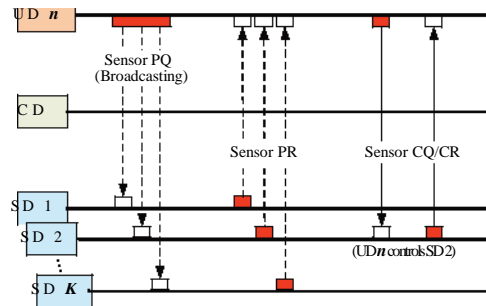 UD n
Sensor PQ
(Broadcasting)
CD
Sensor PR
Sensor CQ/CR
SD 1
SD 2
(UDn controls SD2)
SD K